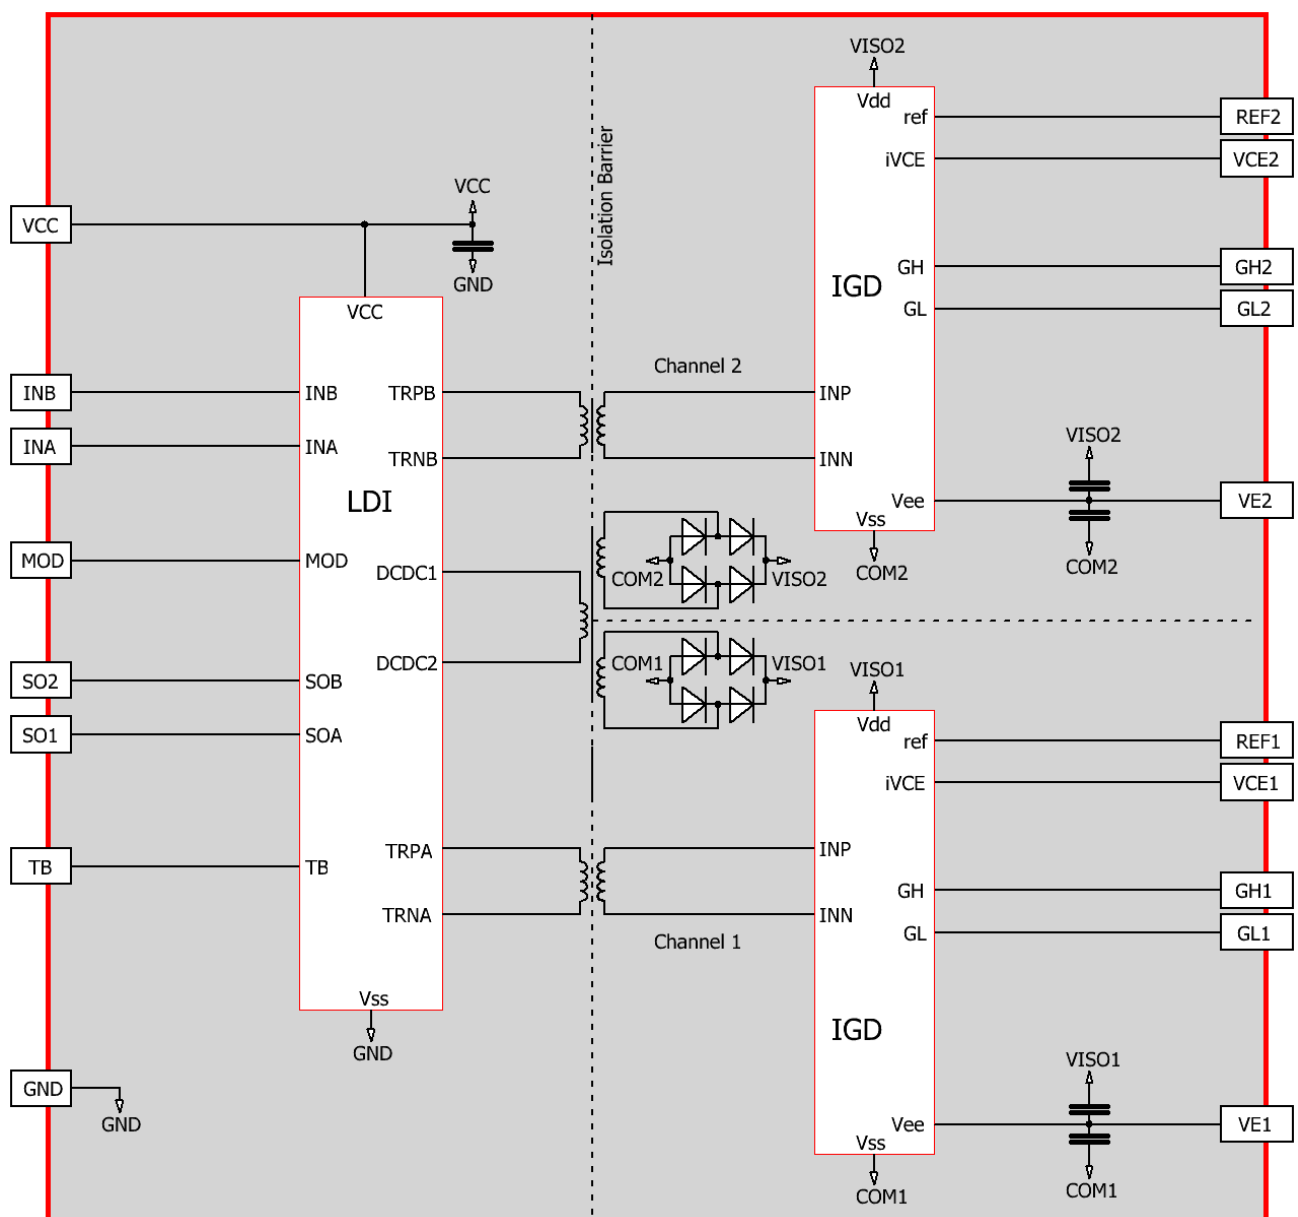 VISO2
Vdd
ref
REF2
iVCE
VCE2
Isolation Barrier
VCC
VCC
GND
VCC
IGD
GH
GH2
GL
GL2
Channel 2
INB
INB
TRPB
INP
INA
INA
TRNB
INN
LDI
VISO2
Vee
VE2
Vss
COM2
COM2
MOD
MOD
DCDC1
COM2
VISO2
DCDC2
COM1
VISO1
SO2
SOB
SO1
SOA
VISO1
Vdd
ref
REF1
iVCE
VCE1
TB
TB
TRPA
INP
TRNA
INN
GH
GH1
GL
GL1
Channel 1
Vss
GND
IGD
GND
GND
VISO1
Vee
VE1
Vss
COM1
COM1